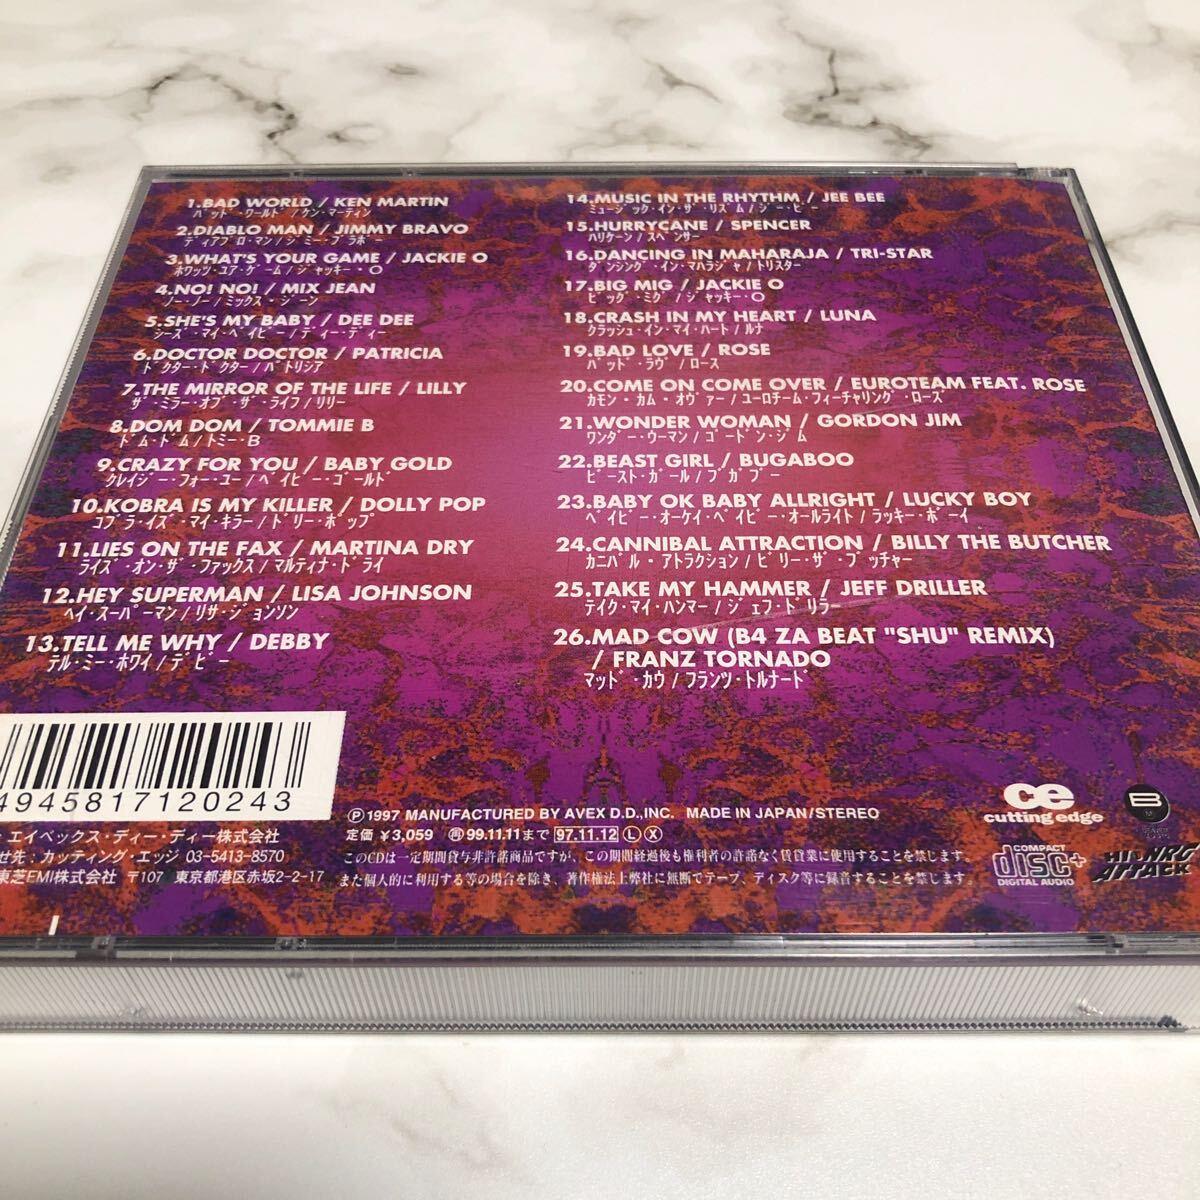 1.BAD WORLD / KEN MARTIN
バッド・ワールド / ケン・マーティン
2.DIABLO MAN / JIMMY BRAVO
ディアブロ・マン / ジミー・ブラボー
3.WHAT'S YOUR GAME / JACKIE O
ホワッツ・ユア・ゲーム / ジャッキー・O
4.NO! NO! / MIX JEAN
ノー・ノー / ミックス・ジーン
5.SHE'S MY BABY / DEE DEE
シーズ・マイ・ベイビー / ディー・ディー
6.DOCTOR DOCTOR / PATRICIA
ドクター・ドクター / パトリシア
7.THE MIRROR OF THE LIFE / LILLY
ザ・ミラー・オブ・ザ・ライフ / リリー
8.DOM DOM / TOMMIE B
ドム・ドム / トミー・B
9.CRAZY FOR YOU / BABY GOLD
クレイジー・フォー・ユー / ベイビー・ゴールド
10.KOBRA IS MY KILLER / DOLLY POP
コブラ・イズ・マイ・キラー / ドリー・ポップ
11.LIES ON THE FAX / MARTINA DRY
ライズ・オン・ザ・ファックス / マルティナ・ドライ
12.HEY SUPERMAN / LISA JOHNSON
ヘイ・スーパーマン / リサ・ジョンソン
13.TELL ME WHY / DEBBY
テル・ミー・ホワイ / デビー
14.MUSIC IN THE RHYTHM / JEE BEE
ミュージック・イン・ザ・リズム / ジー・ビー
15.HURRYCANE / SPENCER
ハリケーン / スペンサー
16.DANCING IN MAHARAJA / TRI-STAR
ダンシング・イン・マハラジャ / トリスター
17.BIG MIG / JACKIE O
ビッグ・ミグ / ジャッキー・O
18.CRASH IN MY HEART / LUNA
クラッシュ・イン・マイ・ハート / ルナ
19.BAD LOVE / ROSE
バッド・ラヴ / ローズ
20.COME ON COME OVER / EUROTEAM FEAT. ROSE
カモン・カム・オヴァー / ユーロチーム・フィーチャリング・ローズ
21.WONDER WOMAN / GORDON JIM
ワンダー・ウーマン / ゴードン・ジム
22.BEAST GIRL / BUGABOO
ビースト・ガール / ブガブー
23.BABY OK BABY ALLRIGHT / LUCKY BOY
ベイビー・オーケイ・ベイビー・オールライト / ラッキー・ボーイ
24.CANNIBAL ATTRACTION / BILLY THE BUTCHER
カニバル・アトラクション / ビリー・ザ・ブッチャー
25.TAKE MY HAMMER / JEFF DRILLER
テイク・マイ・ハンマー / ジェフ・ドリラー
26.MAD COW (B4 ZA BEAT "SHU" REMIX)
/ FRANZ TORNADO
マッド・カウ / フランツ・トルナード
4945817120243
エイベックス・ディー・ディー株式会社
せ先：カッティング・エッジ 03-5413-8570
東芝EMI株式会社 〒107 東京都港区赤坂2-2-17
Ⓟ1997 MANUFACTURED BY AVEX D.D.,INC. MADE IN JAPAN/STEREO
定価 ¥3,059 再99.11.11まで 97.11.12 Ⓛ Ⓧ
このCDは一定期間貸与非許諾商品ですが、この期間経過後も権利者の許諾なく賃貸業に使用することを禁じます。
また個人的に利用する等の場合を除き、著作権法上弊社に無断でテープ、ディスク等に録音することを禁じます。
ce
cutting edge
B
M
COMPACT
disc+
DIGITAL AUDIO
HI-NRG
ATTACK